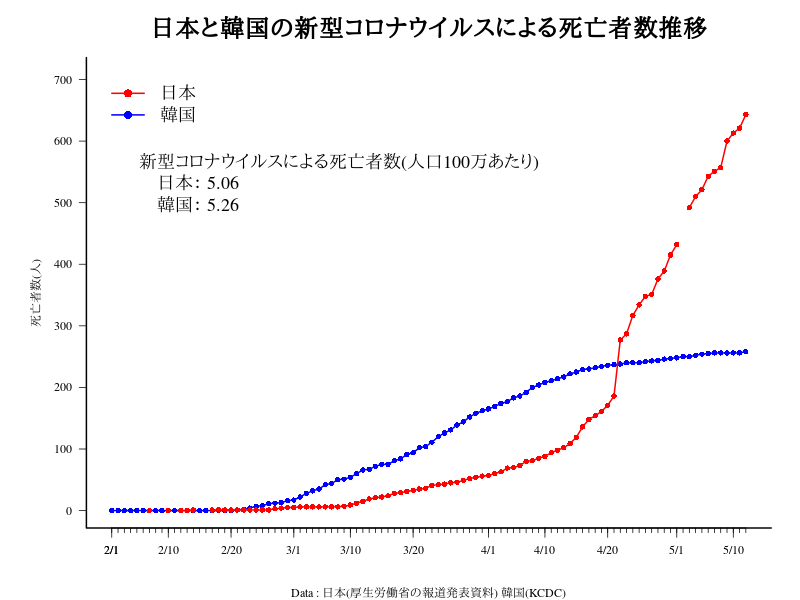 日本と韓国の新型コロナウイルスによる死亡者数推移
日本
韓国
新型コロナウイルスによる死亡者数(人口100万あたり)
日本: 5.06
韓国: 5.26
死亡者数(人)
700
600
500
400
300
200
100
0
2/1 2/10 2/20 3/1 3/10 3/20 4/1 4/10 4/20 5/1 5/10
Data : 日本(厚生労働省の報道発表資料) 韓国(KCDC)